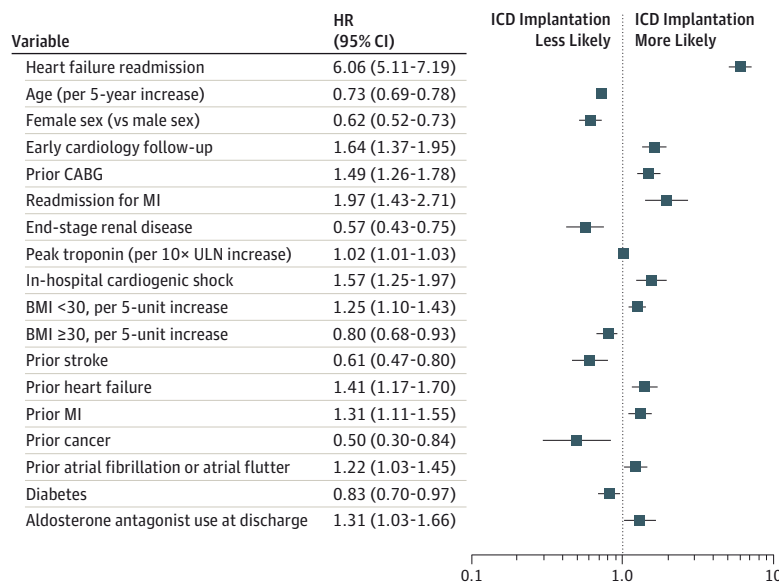 HR
ICD Implantation ICD Implantation
Variable (95% CI) Less Likely More Likely
Heart failure readmission 6.06 (5.11-7.19)
Age (per 5-year increase) 0.73 (0.69-0.78)
Female sex (vs male sex) 0.62 (0.52-0.73)
Early cardiology follow-up 1.64 (1.37-1.95)
Prior CABG 1.49 (1.26-1.78)
Readmission for MI 1.97 (1.43-2.71)
End-stage renal disease 0.57 (0.43-0.75)
Peak troponin (per 10× ULN increase) 1.02 (1.01-1.03)
In-hospital cardiogenic shock 1.57 (1.25-1.97)
BMI <30, per 5-unit increase 1.25 (1.10-1.43)
BMI ≥30, per 5-unit increase 0.80 (0.68-0.93)
Prior stroke 0.61 (0.47-0.80)
Prior heart failure 1.41 (1.17-1.70)
Prior MI 1.31 (1.11-1.55)
Prior cancer 0.50 (0.30-0.84)
Prior atrial fibrillation or atrial flutter 1.22 (1.03-1.45)
Diabetes 0.83 (0.70-0.97)
Aldosterone antagonist use at discharge 1.31 (1.03-1.66)
0.1 1.0 10